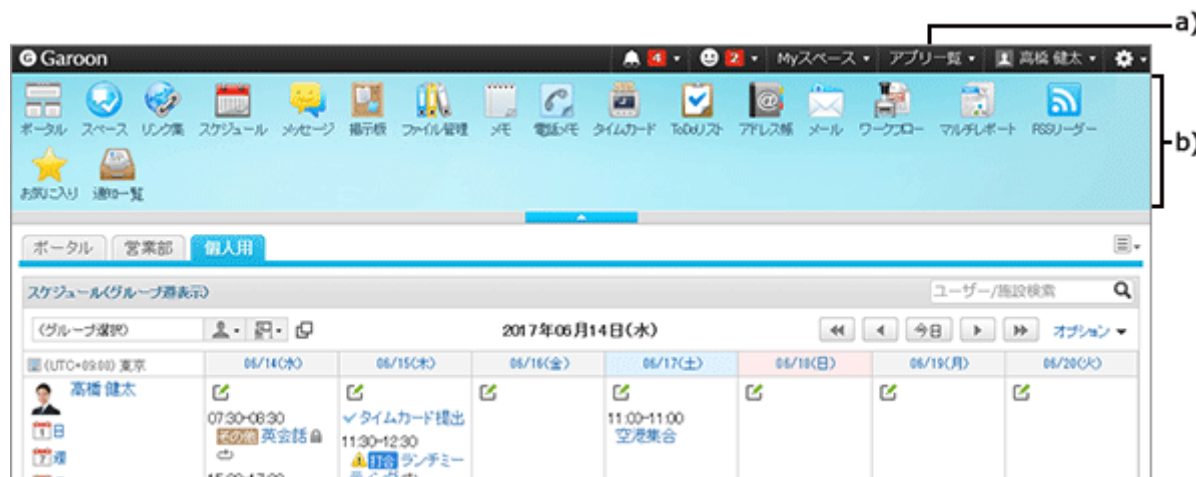 a)
Garoon 4 2 Myスペース アプリ一覧 高橋 健太
b)
ポータル スペース リンク集 スケジュール メッセージ 掲示板 ファイル管理 メモ 電話メモ タイムカード ToDoリスト アドレス帳 メール ワークフロー マルチレポート RSSリーダー
お気に入り 通知一覧
ポータル 営業部 個人用
スケジュール(グループ週表示) ユーザー/施設検索
(グループ選択) 2017年06月14日(水) 今日 オプション
(UTC+09:00) 東京 06/14(水) 06/15(木) 06/16(金) 06/17(土) 06/18(日) 06/19(月) 06/20(火)
高橋 健太
07:30-08:30 タイムカード提出 11:00-11:00
日 その他 英会話 11:30-12:30 空港集合
週 打合 ランチミー